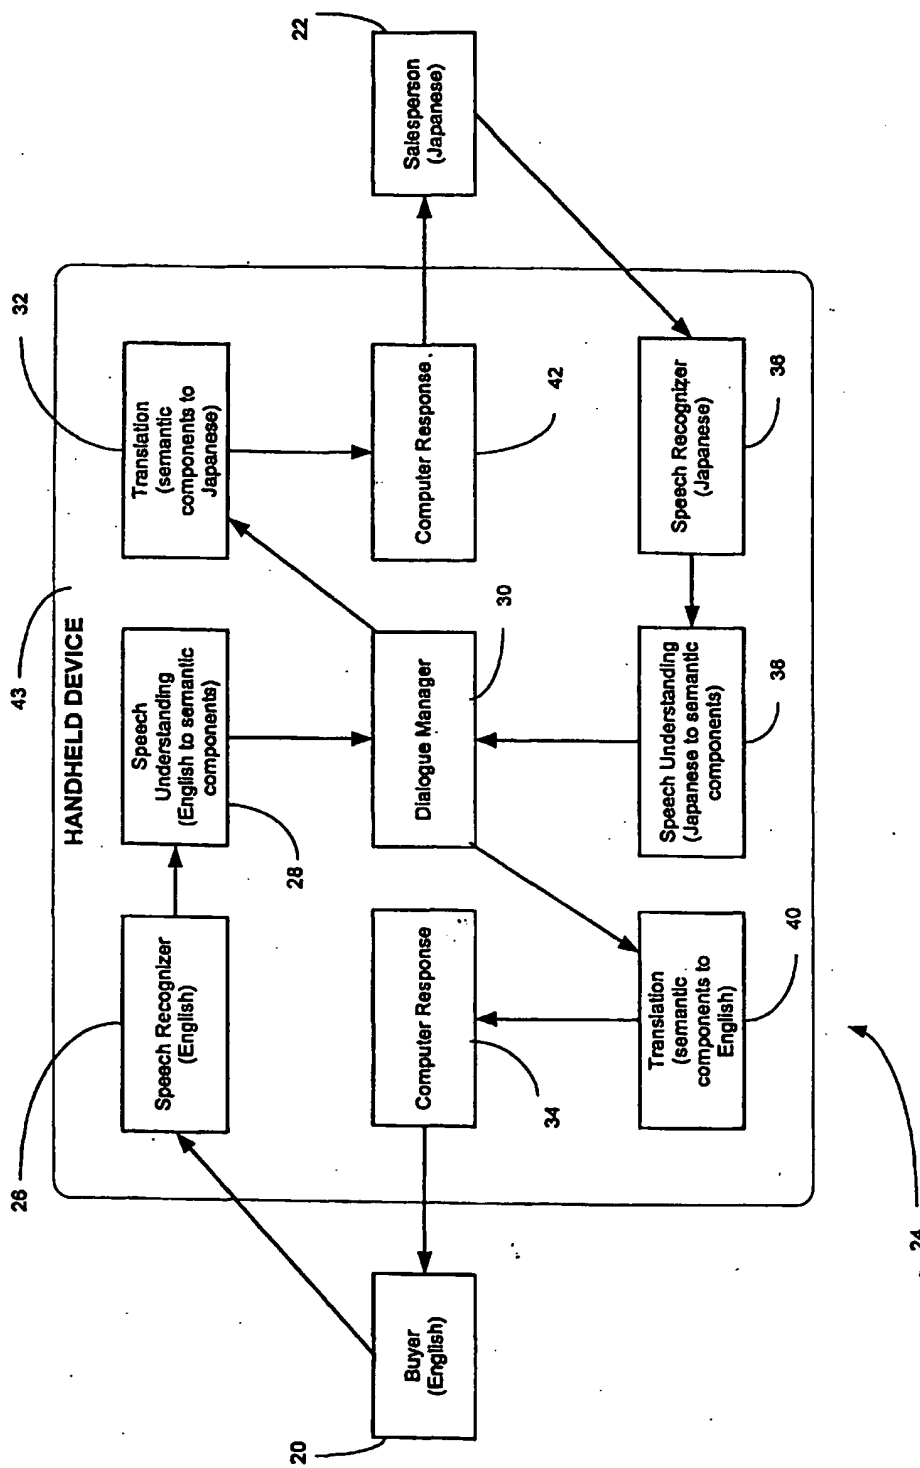 HANDHELD DEVICE
43
26
Speech Recognizer
(English)
Speech
Understanding
(English to semantic
components)
28
Translation
(semantic
components to
Japanese)
32
20
Buyer
(English)
Computer Response
34
Dialogue Manager
30
Computer Response
42
Salesperson
(Japanese)
22
Translation
(semantic
components to
English)
40
Speech Understanding
(Japanese to semantic
components)
38
Speech Recognizer
(Japanese)
38
24